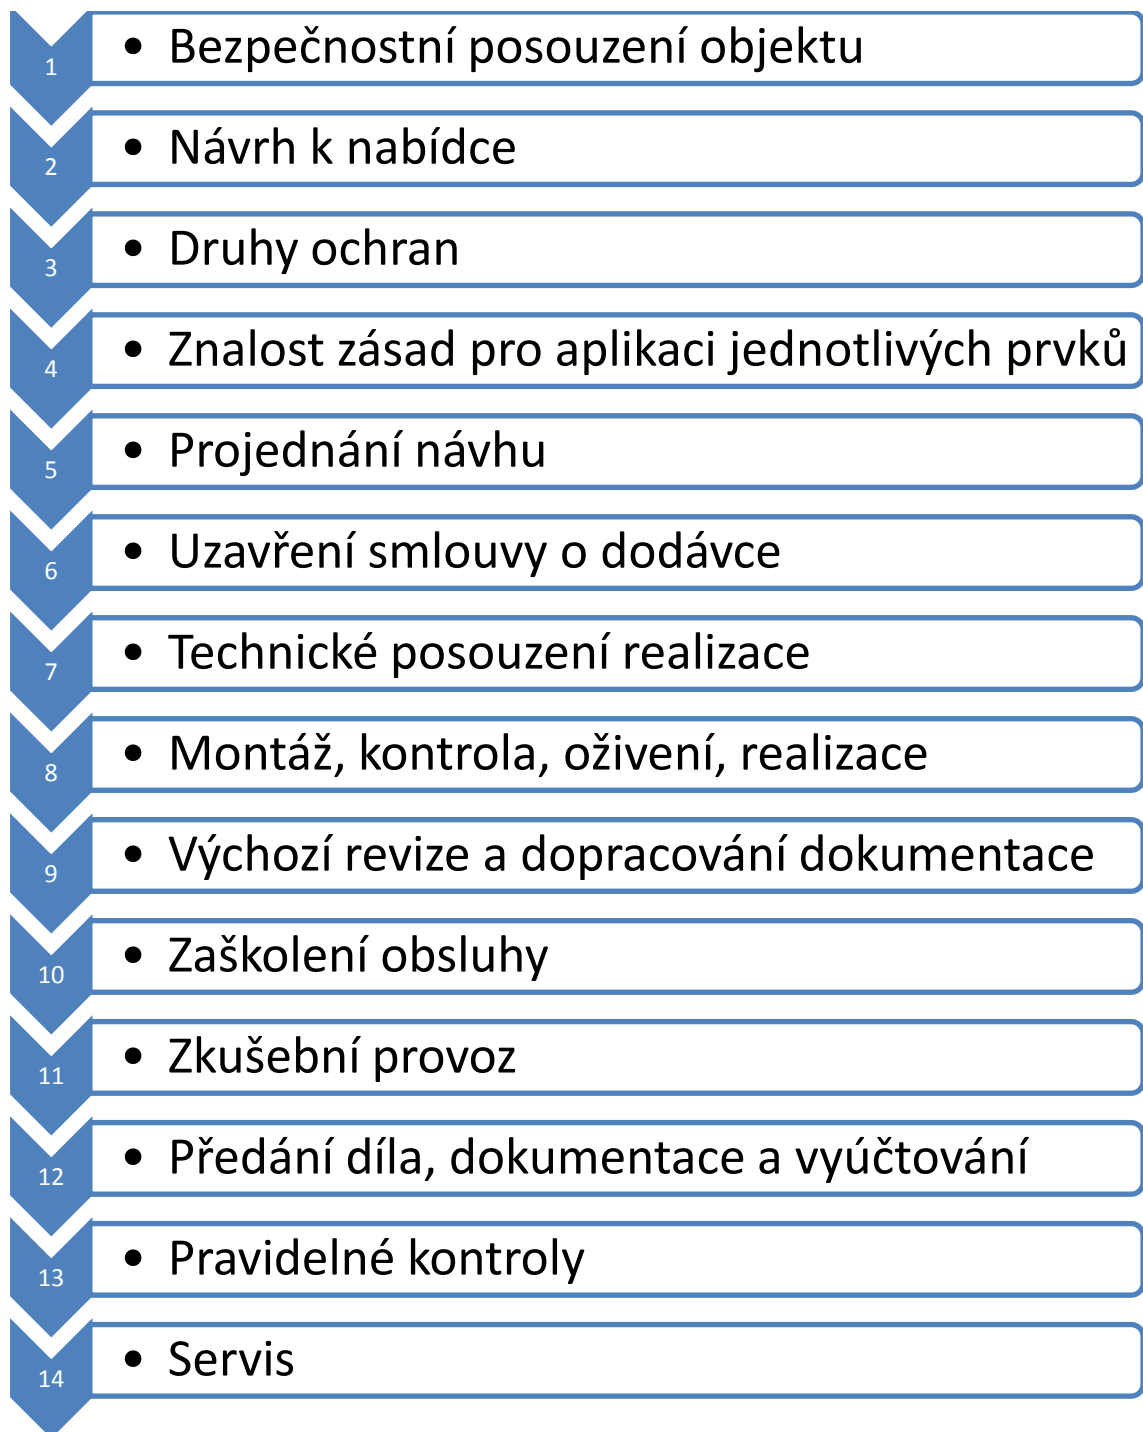 1
• Bezpečnostní posouzení objektu
2
• Návrh k nabídce
3
• Druhy ochran
4
• Znalost zásad pro aplikaci jednotlivých prvků
5
• Projednání návhu
6
• Uzavření smlouvy o dodávce
7
• Technické posouzení realizace
8
• Montáž, kontrola, oživení, realizace
9
• Výchozí revize a dopracování dokumentace
10
• Zaškolení obsluhy
11
• Zkušební provoz
12
• Předání díla, dokumentace a vyúčtování
13
• Pravidelné kontroly
14
• Servis